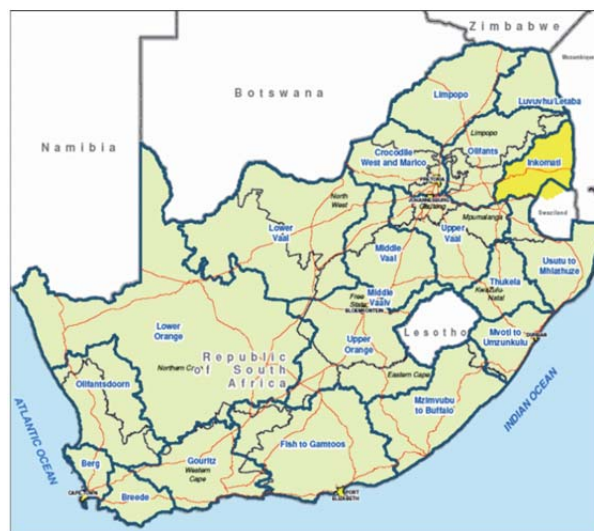 Zimbabwe
Mozambique
Botswana
Namibia
Limpopo
Luvuvhu/Letaba
Limpopo
Olifants
Crocodile
West and Marico
Inkomati
PRETORIA
JOHANNESBURG
Gauteng
North
West
Mpumalanga
Swaziland
Lower
Vaal
Middle
Vaal
Upper
Vaal
Usutu to
Mhlathuze
Thukela
Kwazulu
Natal
Middle
Vaalv
Free
State
BLOEMFONTEIN
Lower
Orange
Lesotho
Mvoti to
Umzunkulu
DURBAN
Upper
Orange
Republic
of South
Africa
Northern Cape
Eastern Cape
Olifantsdoorn
Mzimvubu
to Buffalo
INDIAN OCEAN
ATLANTIC OCEAN
Fish to Gamtoos
Berg
Gouritz
Western
Cape
CAPE TOWN
Breede
PORT
ELIZABETH